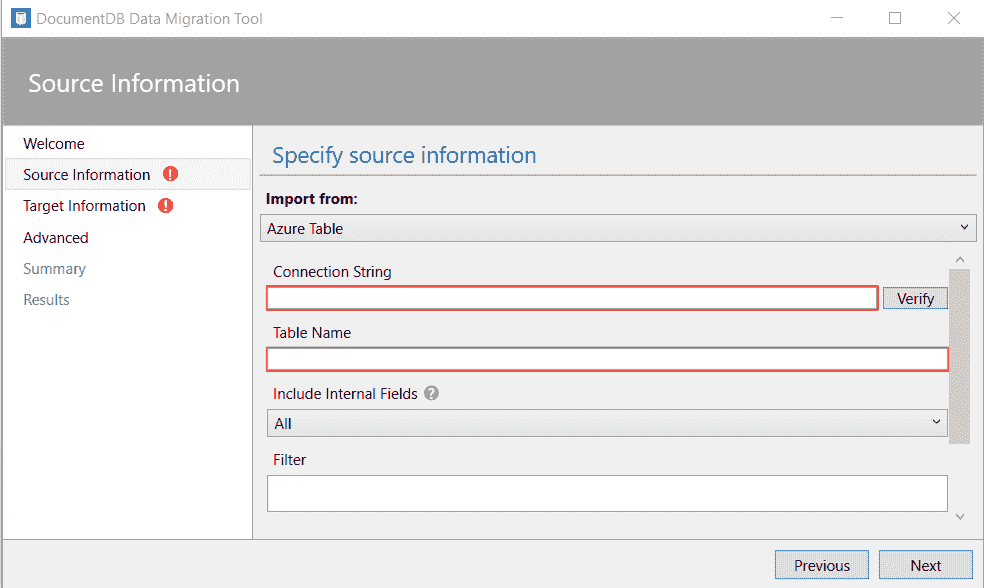 DocumentDB Data Migration Tool
Source Information
Welcome
Source Information
Target Information
Advanced
Summary
Results
Specify source information
Import from:
Azure Table
Connection String
Verify
Table Name
Include Internal Fields ?
All
Filter
Previous
Next